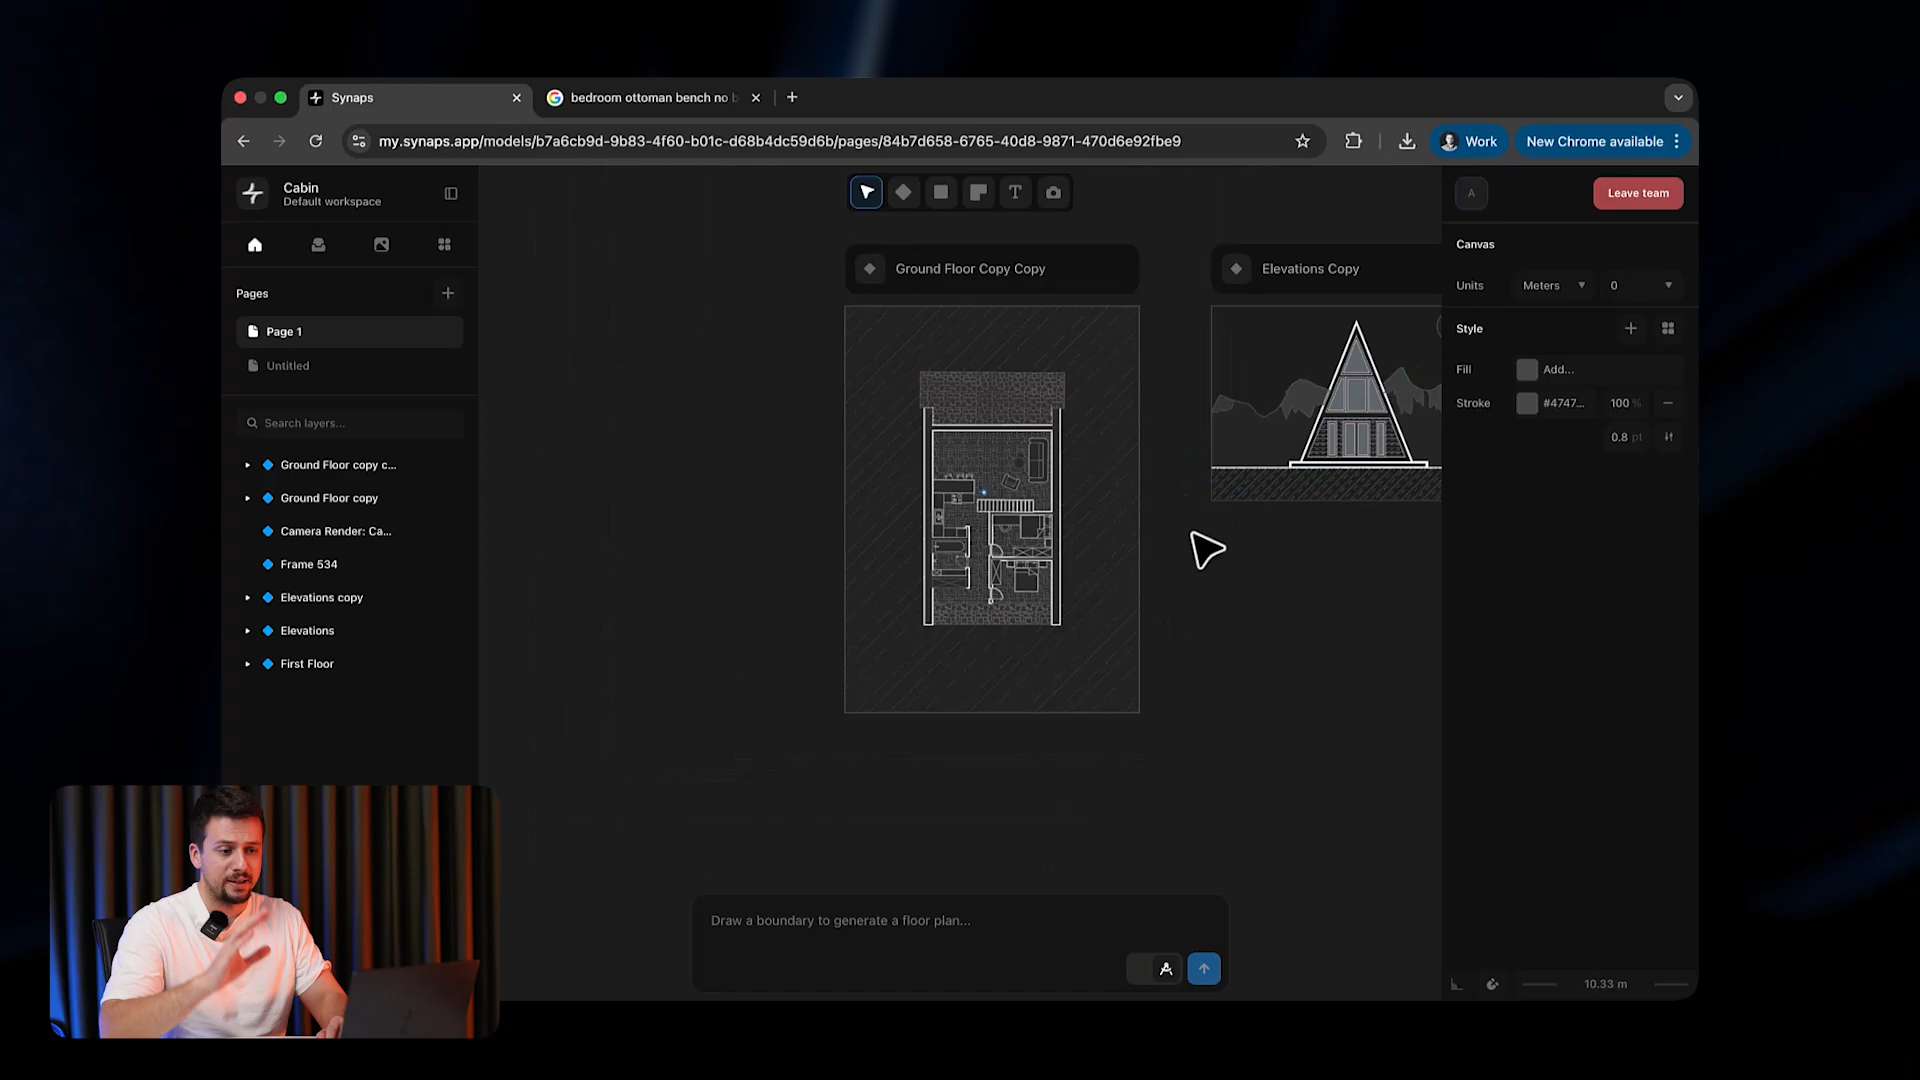 Synaps
bedroom ottoman bench no b
my.synaps.app/models/b7a6cb9d-9b83-4f60-b01c-d68b4dc59d6b/pages/84b7d658-6765-40d8-9871-470d6e92fbe9
Work
New Chrome available
Cabin
Default workspace
A
Leave team
Pages
Page 1
Untitled
Search layers...
Ground Floor copy c...
Ground Floor copy
Camera Render: Ca...
Frame 534
Elevations copy
Elevations
First Floor
T
Ground Floor Copy Copy
Elevations Copy
Canvas
Units
Meters
0
Style
Fill
Add...
Stroke
#4747...
100 %
0.8 pt
Draw a boundary to generate a floor plan...
10.33 m